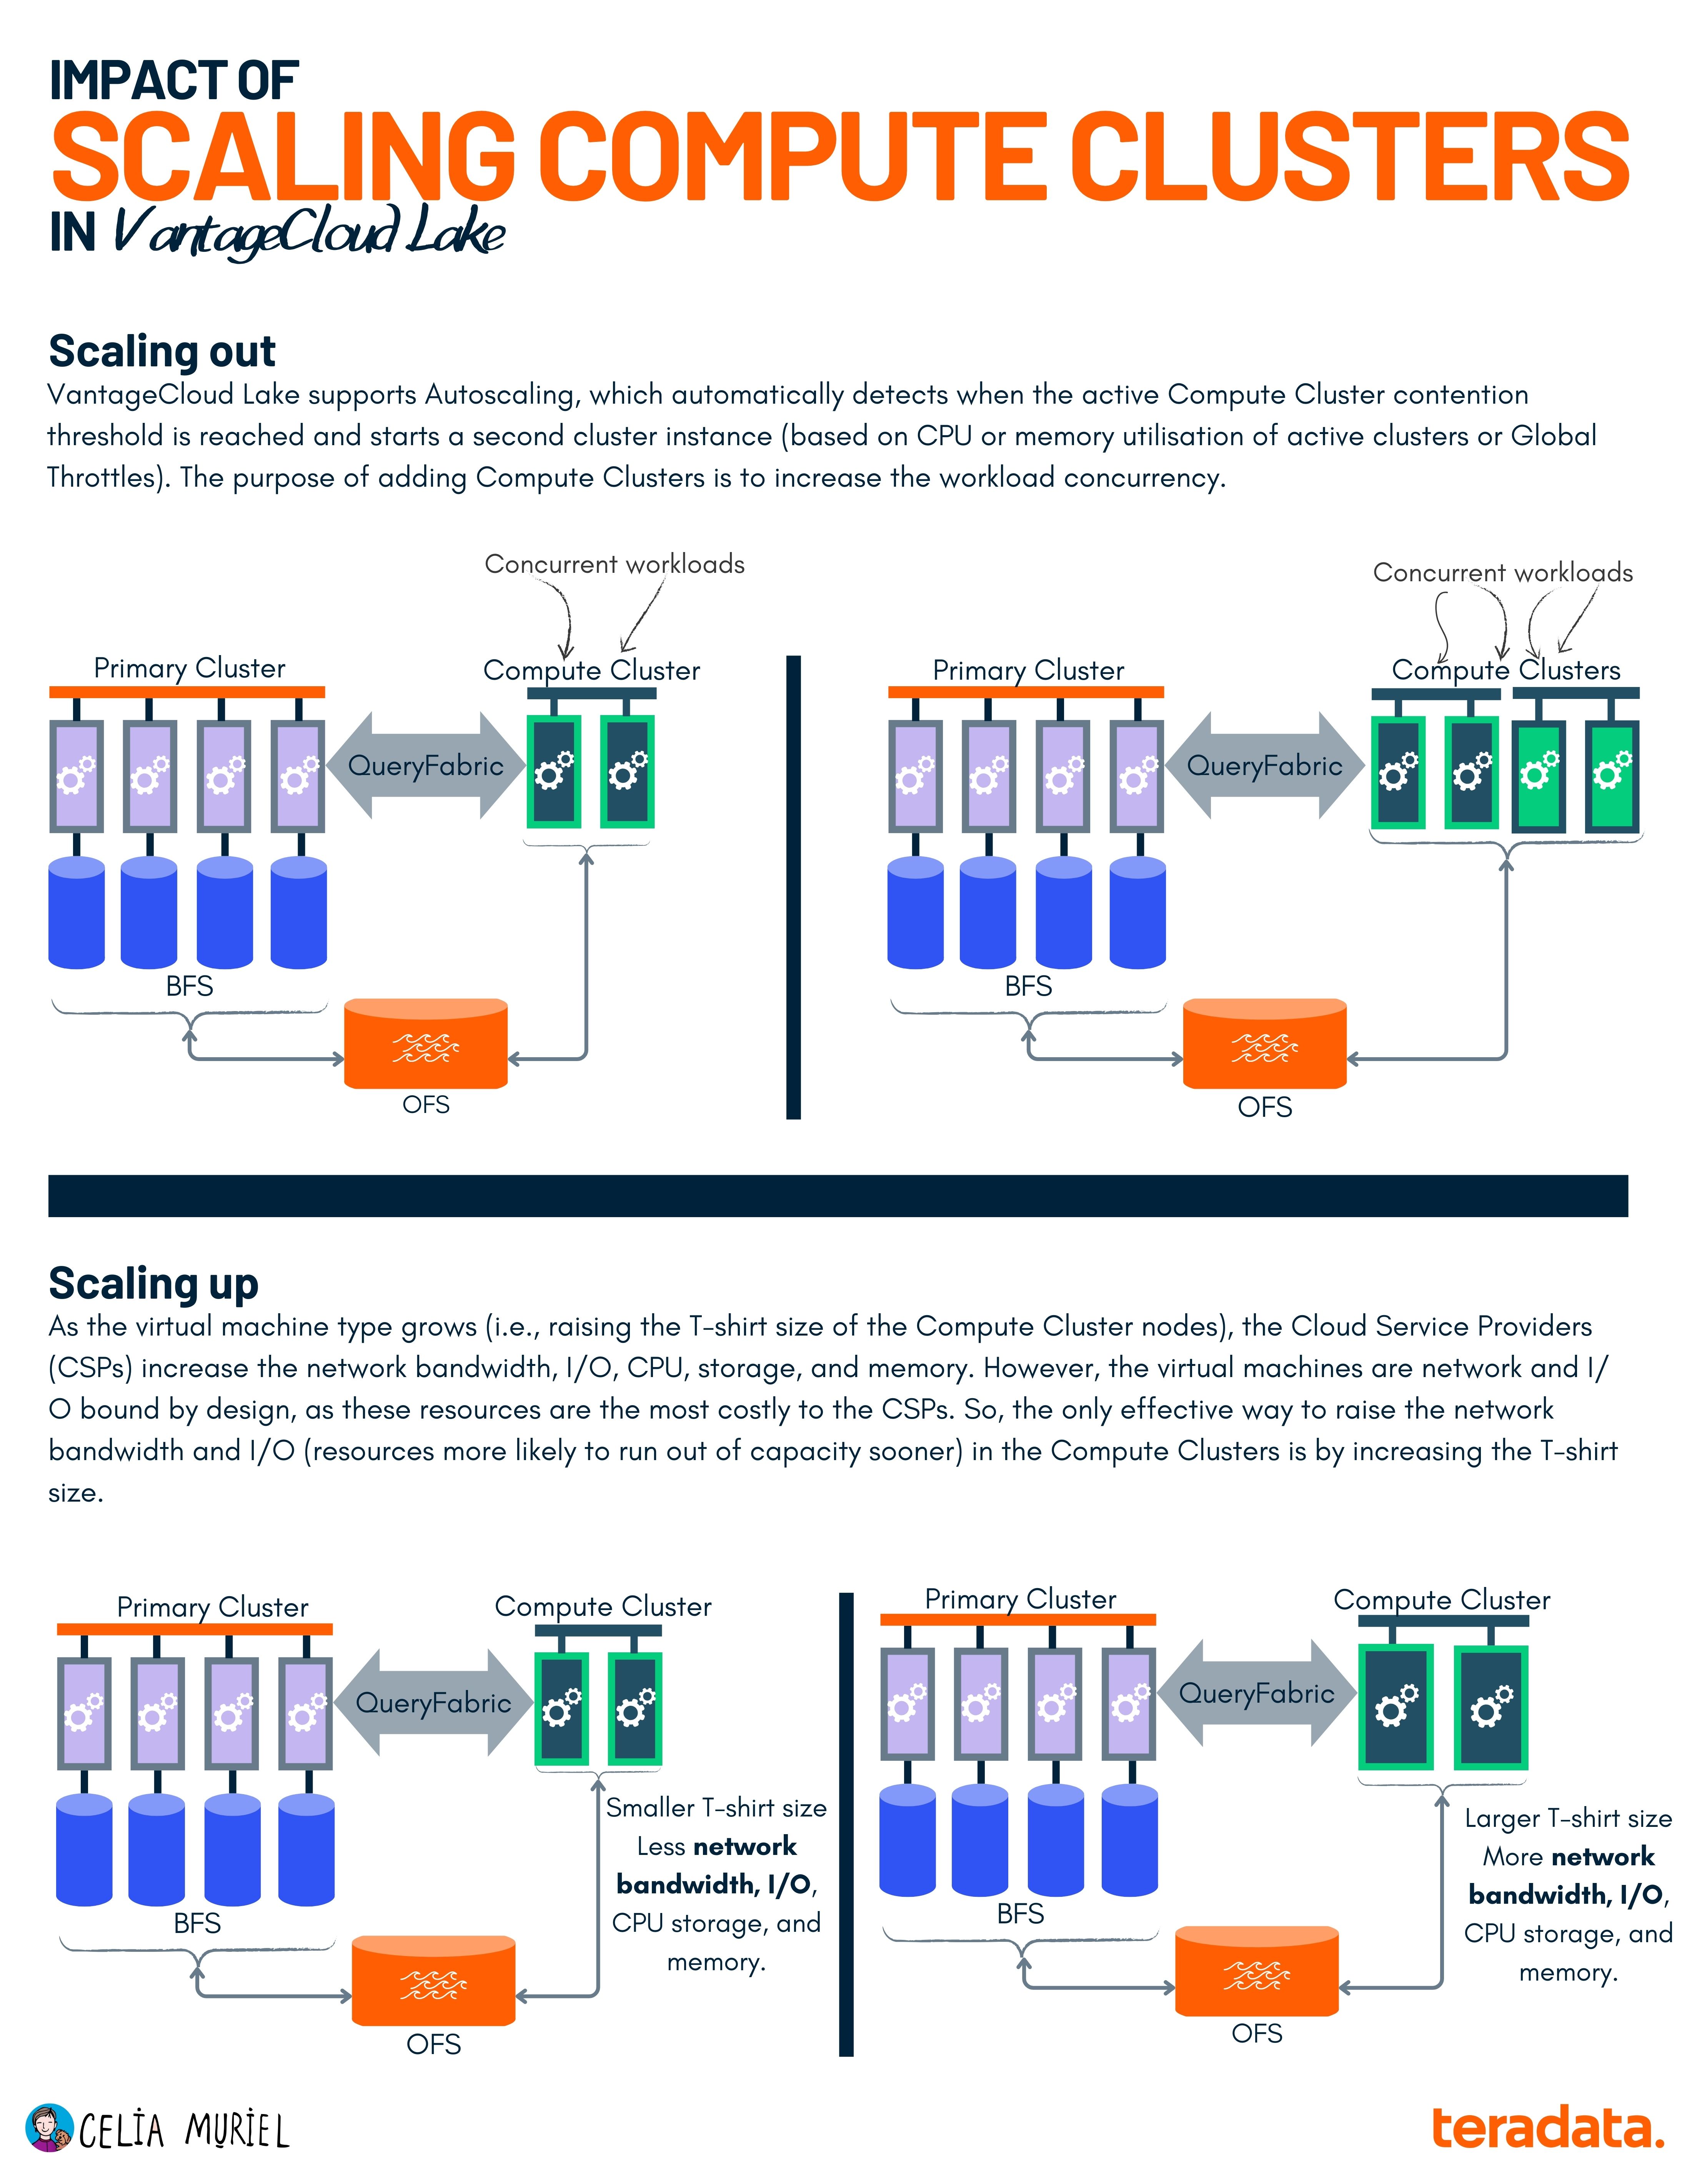 IMPACT OF
SCALING COMPUTE CLUSTERS
IN VantageCloud Lake
Scaling out
VantageCloud Lake supports Autoscaling, which automatically detects when the active Compute Cluster contention
threshold is reached and starts a second cluster instance (based on CPU or memory utilisation of active clusters or Global
Throttles). The purpose of adding Compute Clusters is to increase the workload concurrency.
Concurrent workloads
Primary Cluster
Compute Cluster
QueryFabric
BFS
OFS
Concurrent workloads
Primary Cluster
Compute Clusters
QueryFabric
BFS
OFS
Scaling up
As the virtual machine type grows (i.e., raising the T-shirt size of the Compute Cluster nodes), the Cloud Service Providers
(CSPs) increase the network bandwidth, I/O, CPU, storage, and memory. However, the virtual machines are network and I/
O bound by design, as these resources are the most costly to the CSPs. So, the only effective way to raise the network
bandwidth and I/O (resources more likely to run out of capacity sooner) in the Compute Clusters is by increasing the T-shirt
size.
Primary Cluster
Compute Cluster
QueryFabric
Smaller T-shirt size
Less network
bandwidth, I/O,
CPU storage, and
memory.
BFS
OFS
Primary Cluster
Compute Cluster
QueryFabric
Larger T-shirt size
More network
bandwidth, I/O,
CPU storage, and
memory.
BFS
OFS
CELIA MURIEL
teradata.